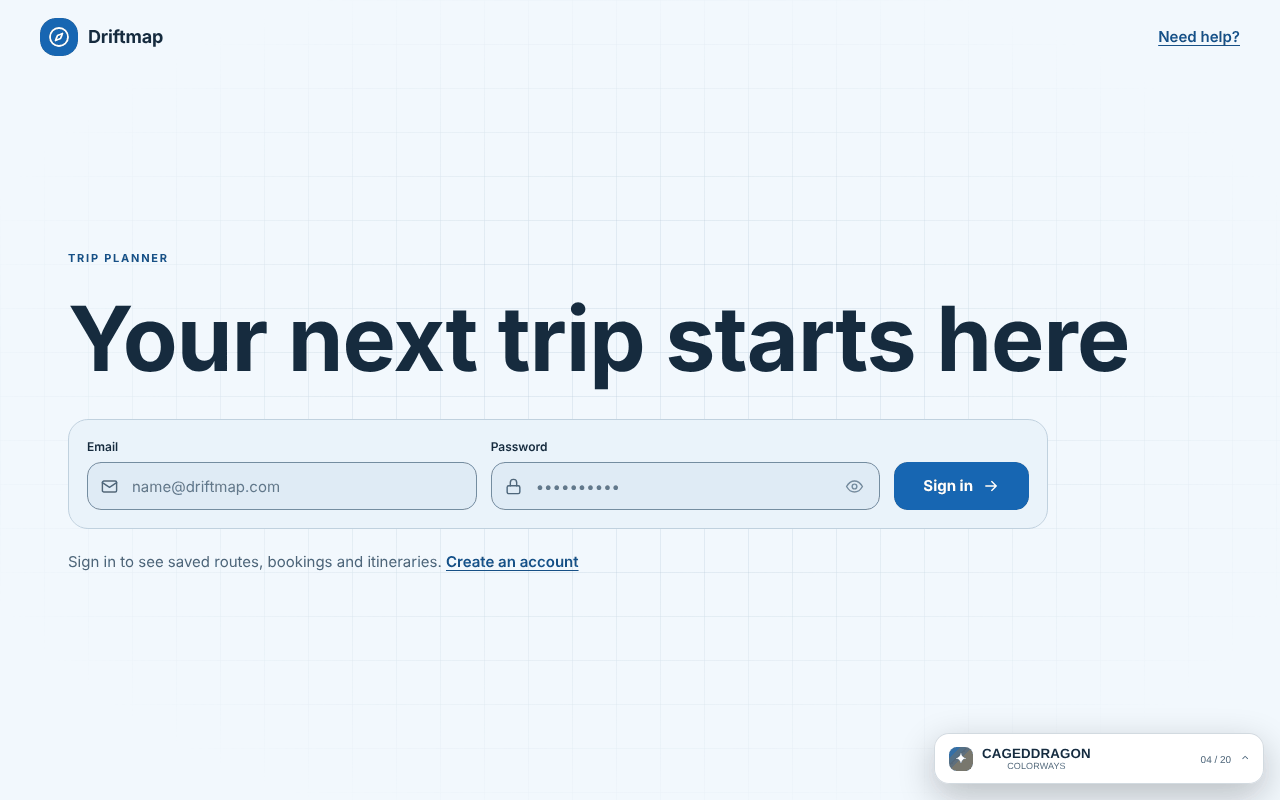 Driftmap
Need help?
TRIP PLANNER
Your next trip starts here
Email
Password
name@driftmap.com
••••••••••
Sign in
Sign in to see saved routes, bookings and itineraries. Create an account
CAGEDDRAGON
COLORWAYS
04 / 20